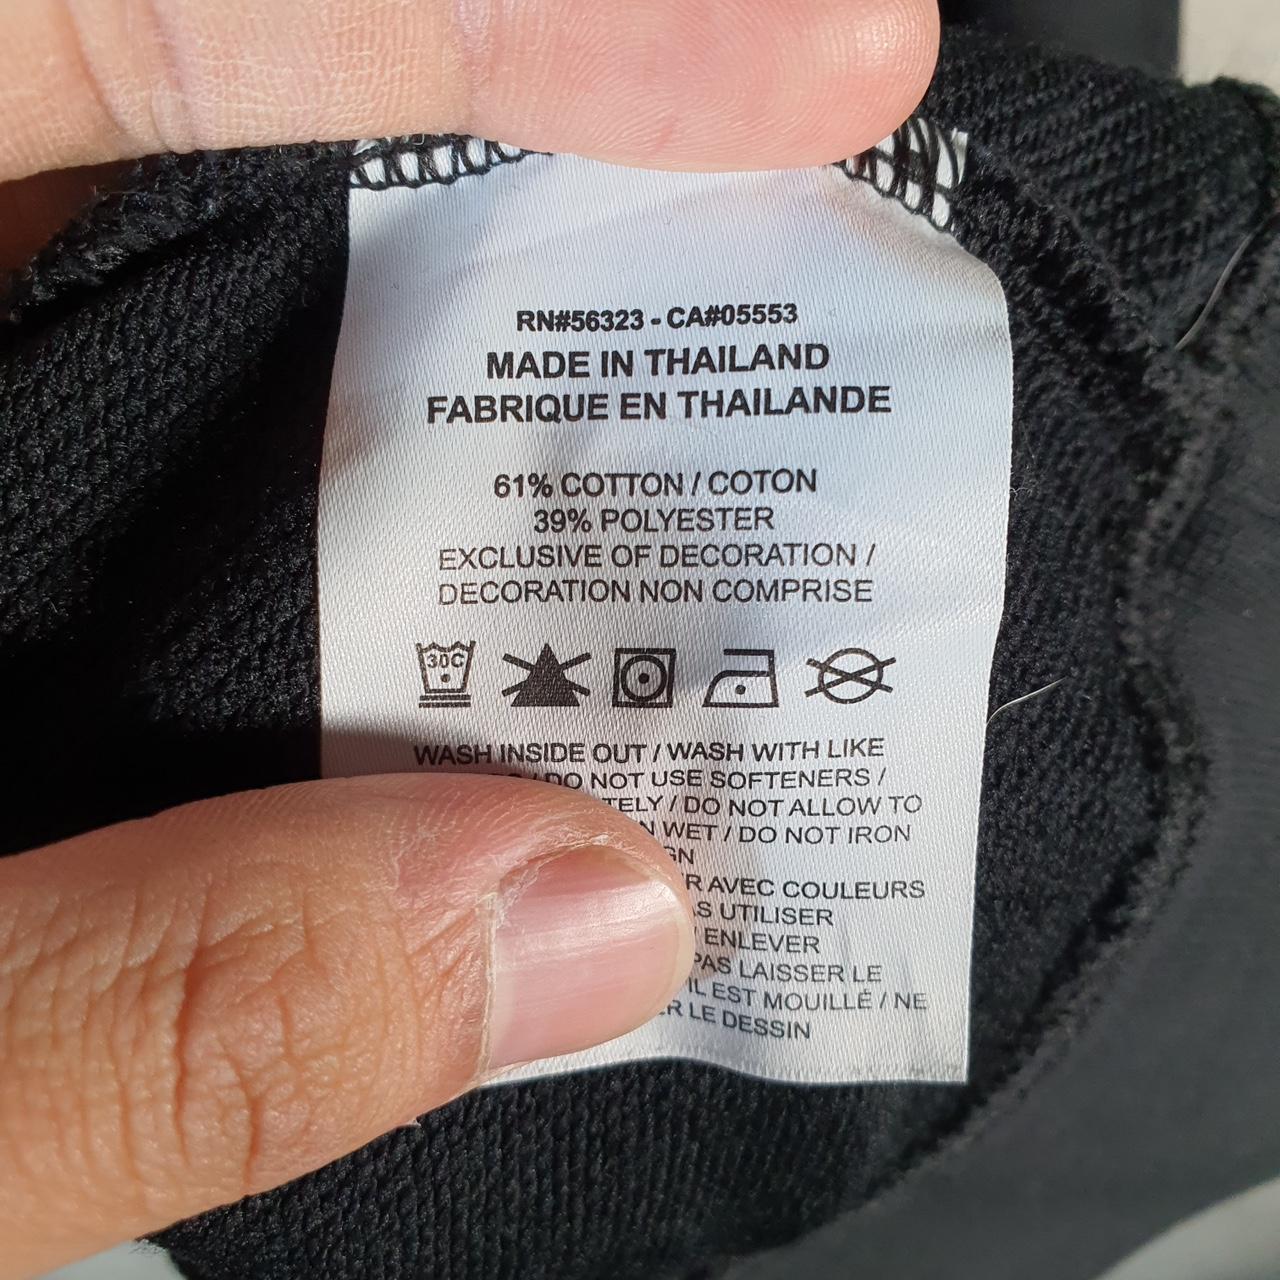 RN#56323 - CA#05553
MADE IN THAILAND
FABRIQUE EN THAILANDE
61% COTTON / COTON
39% POLYESTER
EXCLUSIVE OF DECORATION /
DECORATION NON COMPRISE
30C
WASH INSIDE OUT / WASH WITH LIKE
/ DO NOT USE SOFTENERS /
/ DO NOT ALLOW TO
WET / DO NOT IRON
AVEC COULEURS
UTILISER
ENLEVER
PAS LAISSER LE
IL EST MOUILLÉ / NE
LE DESSIN